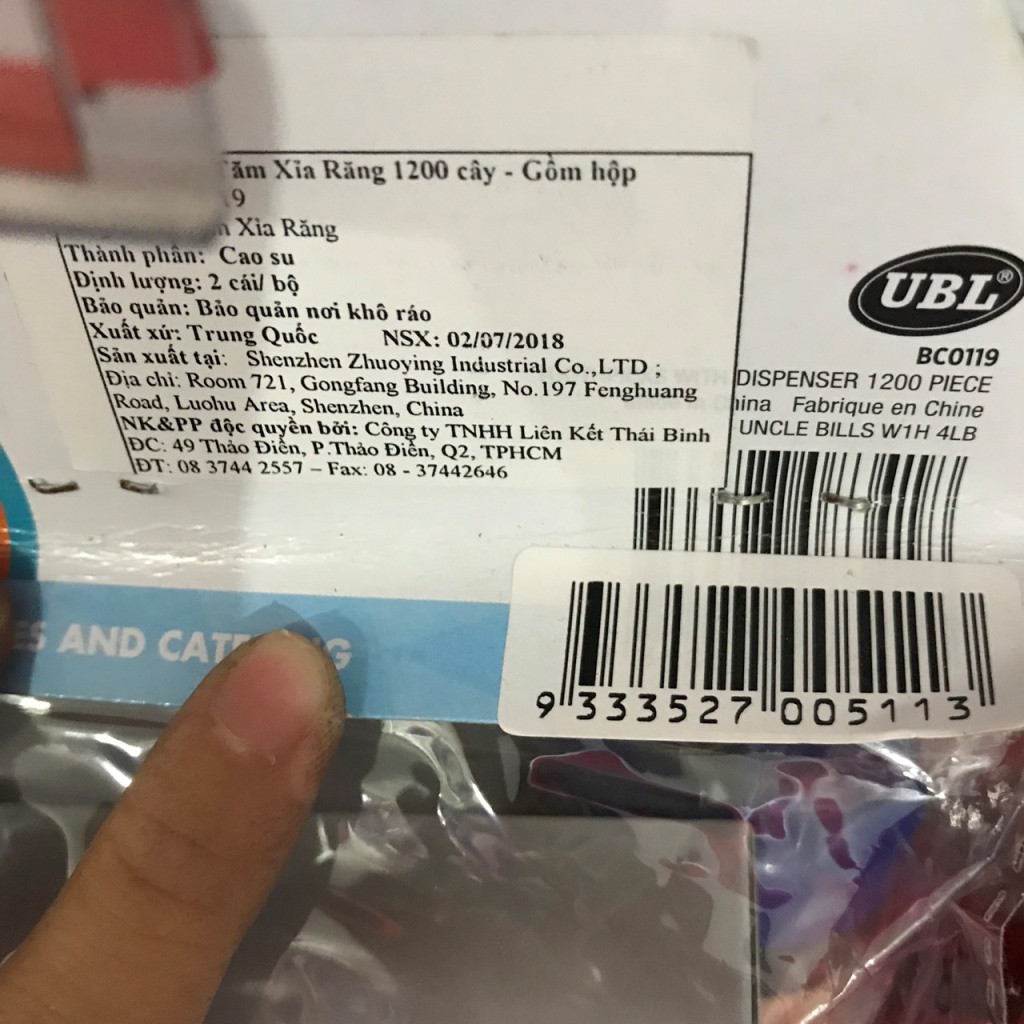 Tăm Xỉa Răng 1200 cây - Gồm hộp
19
Xỉa Răng
Thành phần: Cao su
Định lượng: 2 cái/ bộ
Bảo quản: Bảo quản nơi khô ráo
Xuất xứ: Trung Quốc NSX: 02/07/2018
Sản xuất tại: Shenzhen Zhuoying Industrial Co.,LTD ;
Địa chỉ: Room 721, Gongfang Building, No.197 Fenghuang
Road, Luohu Area, Shenzhen, China
NK&PP độc quyền bởi: Công ty TNHH Liên Kết Thái Bình
ĐC: 49 Thảo Điền, P.Thảo Điền, Q2, TPHCM
ĐT: 08 3744 2557 – Fax: 08 - 37442646
UBL®
BC0119
DISPENSER 1200 PIECE
China Fabrique en Chine
UNCLE BILLS W1H 4LB
ES AND CATERING
9 333527 005113